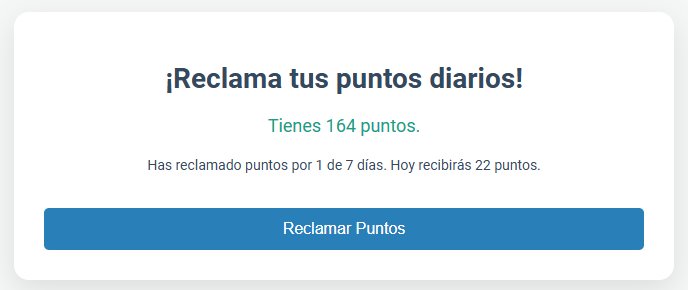 ¡Reclama tus puntos diarios!
Tienes 164 puntos.
Has reclamado puntos por 1 de 7 días. Hoy recibirás 22 puntos.
Reclamar Puntos